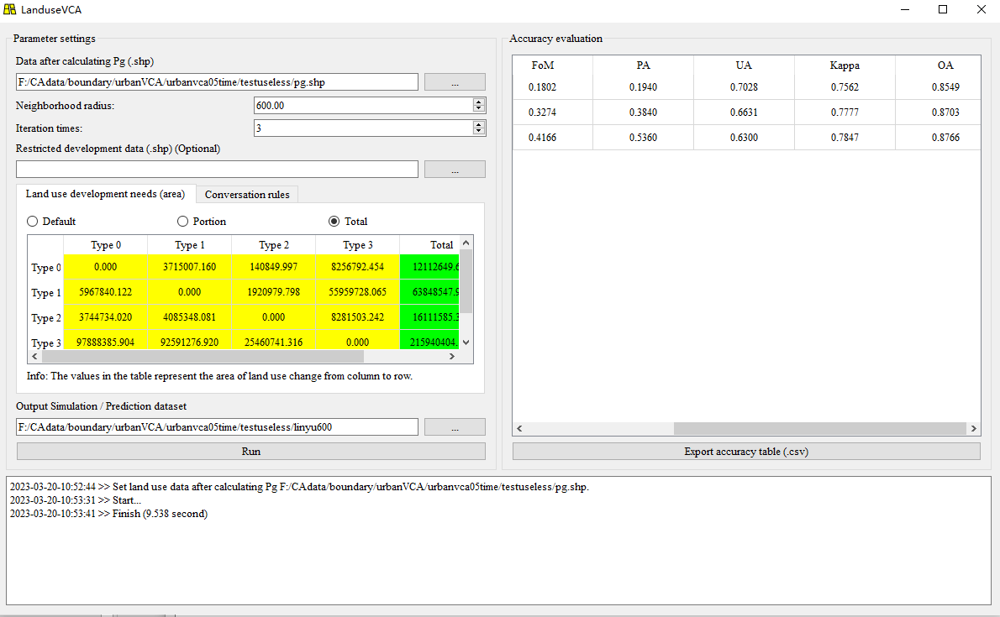 LanduseVCA
Parameter settings
Data after calculating Pg (.shp)
F:/CAdata/boundary/urbanVCA/urbanvca05time/testuseless/pg.shp
...
Neighborhood radius:
600.00
Iteration times:
3
Restricted development data (.shp) (Optional)
...
Land use development needs (area)
Conversation rules
Default
Portion
Total
Type 0 Type 1 Type 2 Type 3 Total
Type 0 0.000 3715007.160 140849.997 8256792.454 12112649.6
Type 1 5967840.122 0.000 1920979.798 55959728.065 63848547.9
Type 2 3744734.020 4085348.081 0.000 8281503.242 16111585.3
Type 3 97888385.904 92591276.920 25460741.316 0.000 215940404.
Info: The values in the table represent the area of land use change from column to row.
Output Simulation / Prediction dataset
F:/CAdata/boundary/urbanVCA/urbanvca05time/testuseless/linyu600
...
Run
Accuracy evaluation
FoM PA UA Kappa OA
0.1802 0.1940 0.7028 0.7562 0.8549
0.3274 0.3840 0.6631 0.7777 0.8703
0.4166 0.5360 0.6300 0.7847 0.8766
Export accuracy table (.csv)
2023-03-20-10:52:44 >> Set land use data after calculating Pg F:/CAdata/boundary/urbanVCA/urbanvca05time/testuseless/pg.shp.
2023-03-20-10:53:31 >> Start...
2023-03-20-10:53:41 >> Finish (9.538 second)